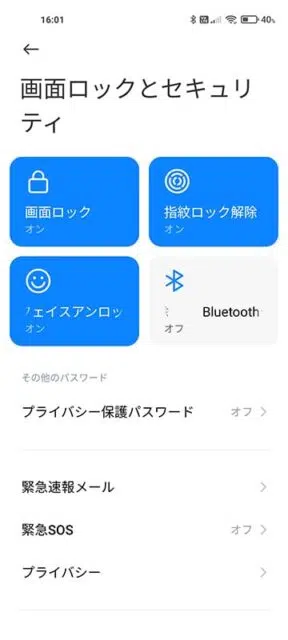 16:01
40%
画面ロックとセキュリ
ティ
画面ロック
オン
指紋ロック解除
オン
フェイスアンロッ
オン
Bluetooth
オフ
その他のパスワード
プライバシー保護パスワード
オフ
緊急速報メール
緊急SOS
オフ
プライバシー